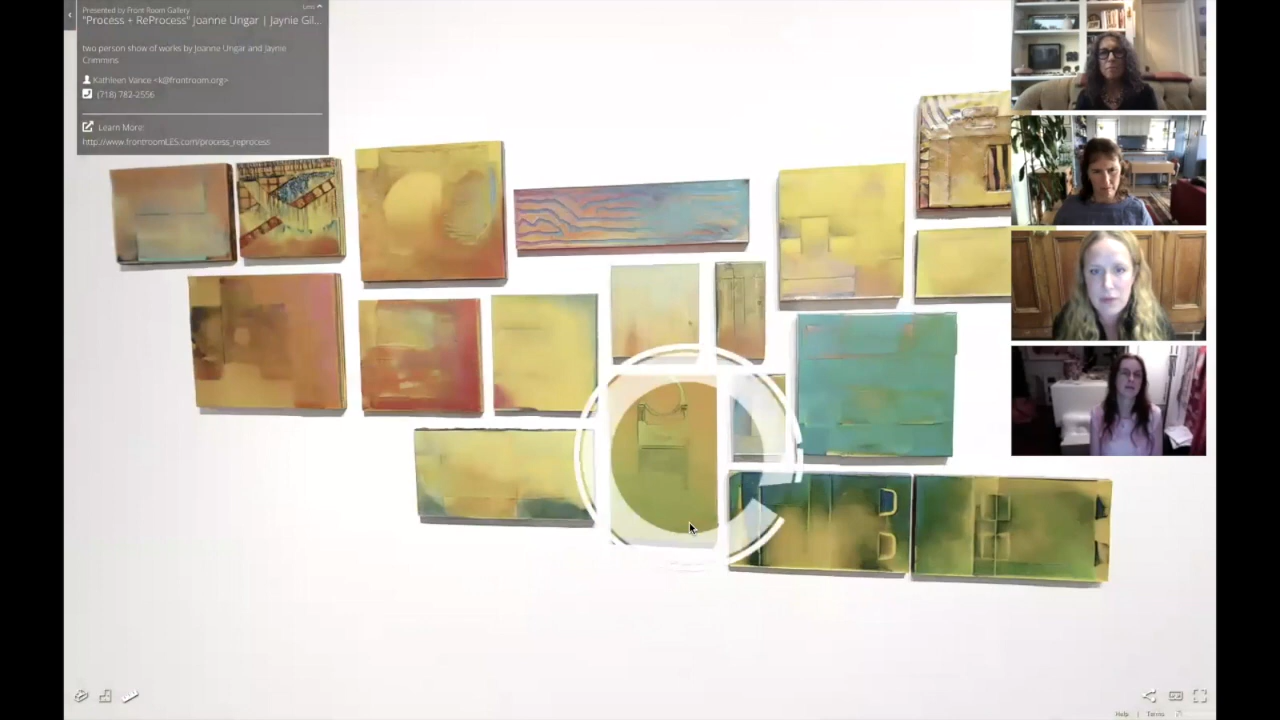 Presented by Front Room Gallery
"Process + ReProcess" Joanne Ungar | Jaynie Gil...
two person show of works by Joanne Ungar and Jaynie
Crimmins
Kathleen Vance <k@frontroom.org>
(718) 782-2556
Learn More:
http://www.frontroomLES.com/process_reprocess
Help | Terms